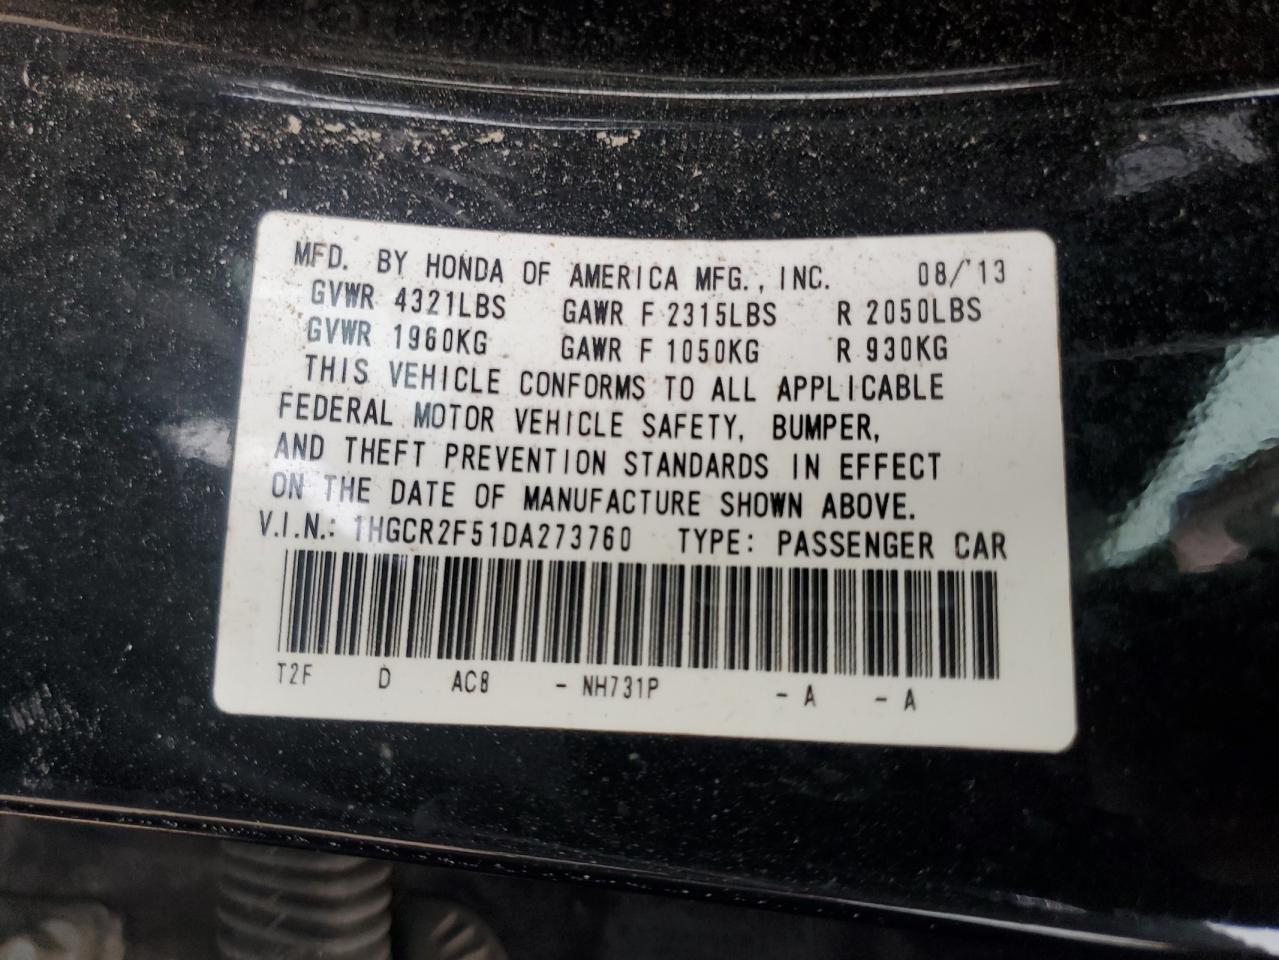 MFD. BY HONDA OF AMERICA MFG., INC. 08/'13
GVWR 4321LBS GAWR F 2315LBS R 2050LBS
GVWR 1960KG GAWR F 1050KG R 930KG
THIS VEHICLE CONFORMS TO ALL APPLICABLE
FEDERAL MOTOR VEHICLE SAFETY, BUMPER,
AND THEFT PREVENTION STANDARDS IN EFFECT
ON THE DATE OF MANUFACTURE SHOWN ABOVE.
V.I.N.: 1HGCR2F51DA273760 TYPE: PASSENGER CAR
T2F D AC8 - NH731P - A - A